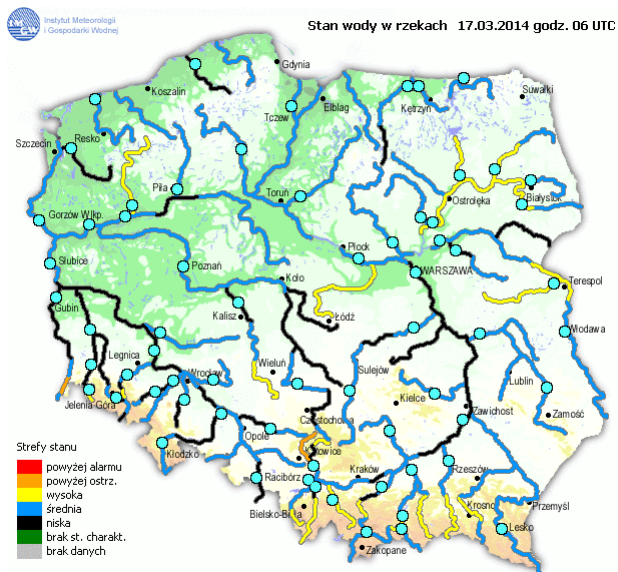 Instytut Meteorologii
i Gospodarki Wodnej
Stan wody w rzekach 17.03.2014 godz. 06 UTC
Gdynia
Koszalin
Suwałki
Elbląg
Kętrzyn
Tczew
Resko
Szczecin
Piła
Toruń
Ostrołęka
Białystok
Gorzów Wlkp.
Płock
Słubice
Poznań
WARSZAWA
Koło
Terespol
Gubin
Kalisz
Łódź
Włodawa
Legnica
Wieluń
Sulejów
Wrocław
Lublin
Jelenia Góra
Kielce
Częstochowa
Zawichost
Zamość
Opole
Strefy stanu
Kłodzko
Katowice
powyżej alarmu
Racibórz
Kraków
Rzeszów
powyżej ostrz.
wysoka
Krosno
Przemyśl
średnia
Bielsko-Biała
niska
Lesko
brak st. charakt.
Zakopane
brak danych